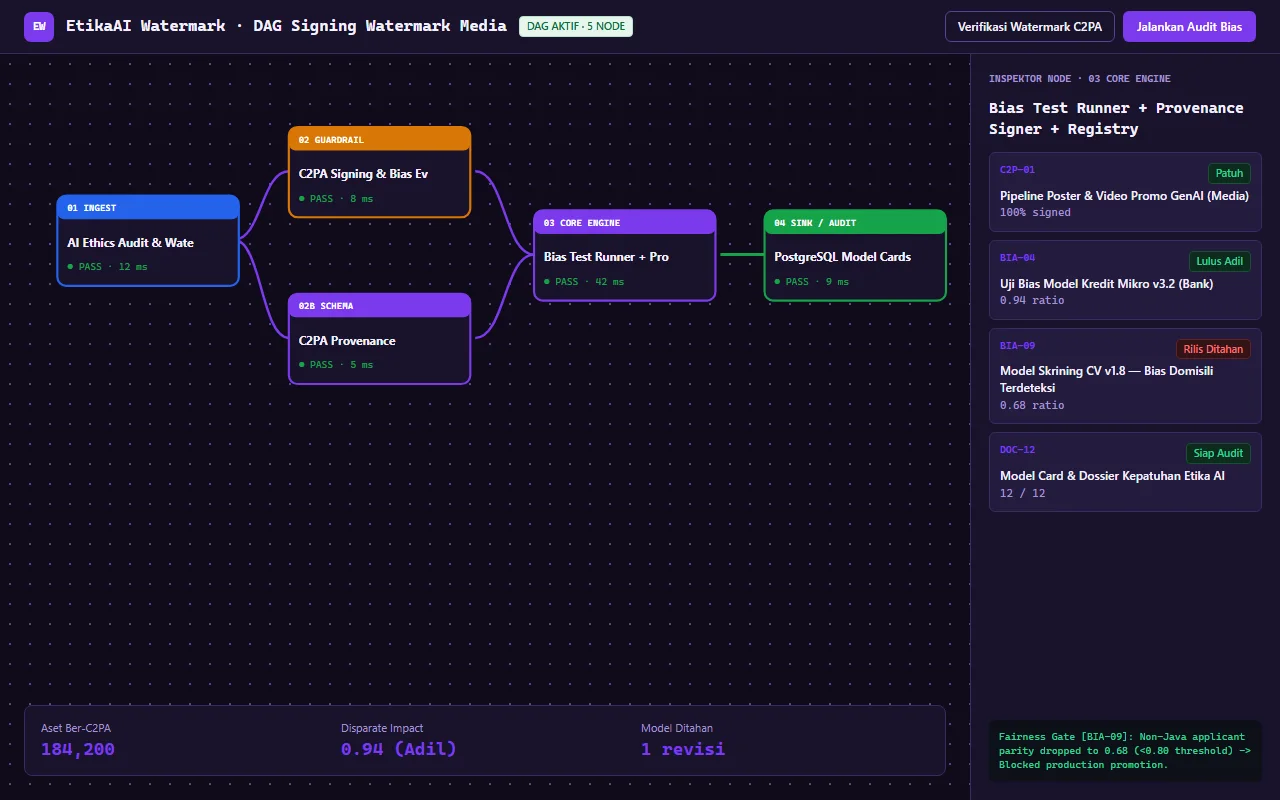 EW
EtikaAI Watermark · DAG Signing Watermark Media
DAG AKTIF · 5 NODE
Verifikasi Watermark C2PA
Jalankan Audit Bias
01 INGEST
AI Ethics Audit & Wate
● PASS · 12 ms
02 GUARDRAIL
C2PA Signing & Bias Ev
● PASS · 8 ms
02B SCHEMA
C2PA Provenance
● PASS · 5 ms
03 CORE ENGINE
Bias Test Runner + Pro
● PASS · 42 ms
04 SINK / AUDIT
PostgreSQL Model Cards
● PASS · 9 ms
Aset Ber-C2PA
184,200
Disparate Impact
0.94 (Adil)
Model Ditahan
1 revisi
INSPEKTOR NODE · 03 CORE ENGINE
Bias Test Runner + Provenance
Signer + Registry
C2P-01
Patuh
Pipeline Poster & Video Promo GenAI (Media)
100% signed
BIA-04
Lulus Adil
Uji Bias Model Kredit Mikro v3.2 (Bank)
0.94 ratio
BIA-09
Rilis Ditahan
Model Skrining CV v1.8 — Bias Domisili
Terdeteksi
0.68 ratio
DOC-12
Siap Audit
Model Card & Dossier Kepatuhan Etika AI
12 / 12
Fairness Gate [BIA-09]: Non-Java applicant
parity dropped to 0.68 (<0.80 threshold) ->
Blocked production promotion.